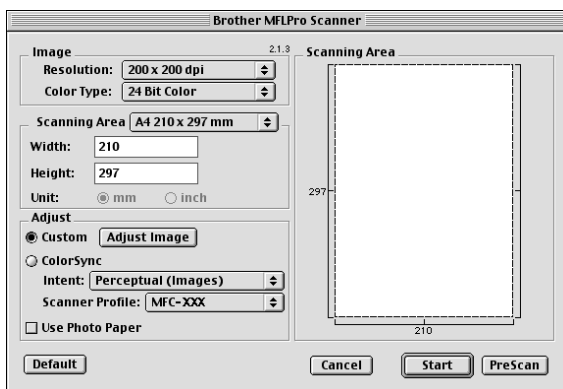 Brother MFLPro Scanner
Image
2.1.3
Resolution: 200 x 200 dpi
Color Type: 24 Bit Color
Scanning Area A4 210 x 297 mm
Width: 210
Height: 297
Unit: mm inch
Adjust
Custom Adjust Image
ColorSync
Intent: Perceptual (Images)
Scanner Profile: MFC-XXX
Use Photo Paper
Scanning Area
297
210
Default
Cancel
Start
PreScan